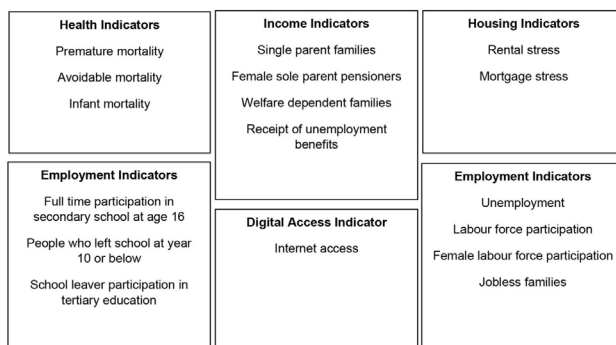 Health Indicators
Premature mortality
Avoidable mortality
Infant mortality
Income Indicators
Single parent families
Female sole parent pensioners
Welfare dependent families
Receipt of unemployment
benefits
Housing Indicators
Rental stress
Mortgage stress
Employment Indicators
Full time participation in
secondary school at age 16
People who left school at year
10 or below
School leaver participation in
tertiary education
Digital Access Indicator
Internet access
Employment Indicators
Unemployment
Labour force participation
Female labour force participation
Jobless families